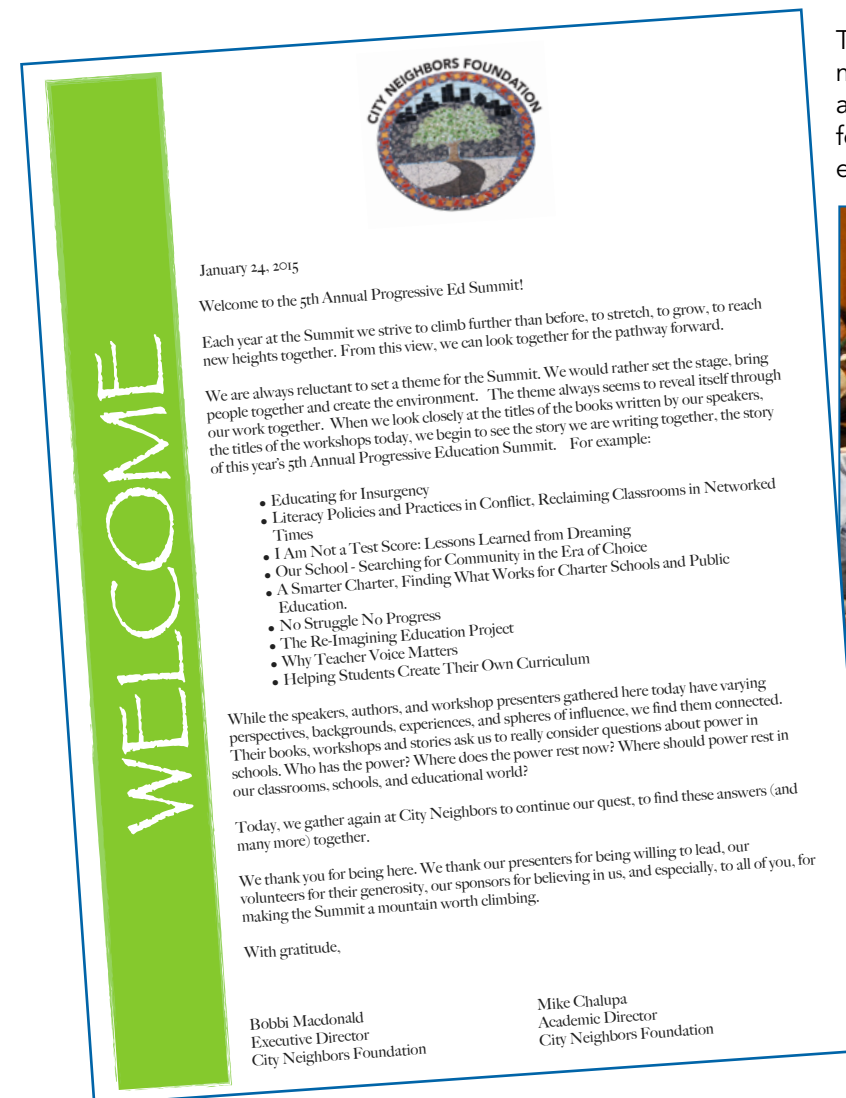 CITY NEIGHBORS FOUNDATION
WELCOME
January 24, 2015
Welcome to the 5th Annual Progressive Ed Summit!
Each year at the Summit we strive to climb further than before, to stretch, to grow, to reach
new heights together. From this view, we can look together for the pathway forward.
We are always reluctant to set a theme for the Summit. We would rather set the stage, bring
people together and create the environment. The theme always seems to reveal itself through
our work together. When we look closely at the titles of the books written by our speakers,
the titles of the workshops today, we begin to see the story we are writing together, the story
of this year's 5th Annual Progressive Education Summit. For example:
• Educating for Insurgency
• Literacy Policies and Practices in Conflict, Reclaiming Classrooms in Networked
Times
• I Am Not a Test Score: Lessons Learned from Dreaming
• Our School - Searching for Community in the Era of Choice
• A Smarter Charter, Finding What Works for Charter Schools and Public
Education.
• No Struggle No Progress
• The Re-Imagining Education Project
• Why Teacher Voice Matters
• Helping Students Create Their Own Curriculum
While the speakers, authors, and workshop presenters gathered here today have varying
perspectives, backgrounds, experiences, and spheres of influence, we find them connected.
Their books, workshops and stories ask us to really consider questions about power in
schools. Who has the power? Where does the power rest now? Where should power rest in
our classrooms, schools, and educational world?
Today, we gather again at City Neighbors to continue our quest, to find these answers (and
many more) together.
We thank you for being here. We thank our presenters for being willing to lead, our
volunteers for their generosity, our sponsors for believing in us, and especially, to all of you, for
making the Summit a mountain worth climbing.
With gratitude,
Bobbi Macdonald
Executive Director
City Neighbors Foundation
Mike Chalupa
Academic Director
City Neighbors Foundation